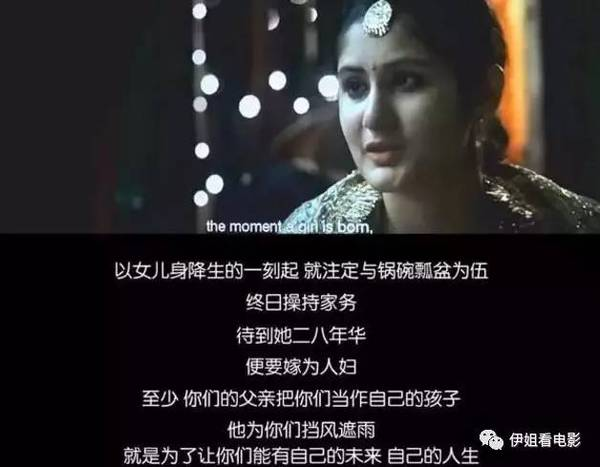 the moment a girl is born,
以女儿身降生的一刻起 就注定与锅碗瓢盆为伍
终日操持家务
待到她二八年华
便要嫁为人妇
至少 你们的父亲把你们当作自己的孩子
他为你们挡风遮雨
就是为了让你们能有自己的未来 自己的人生
伊姐看电影